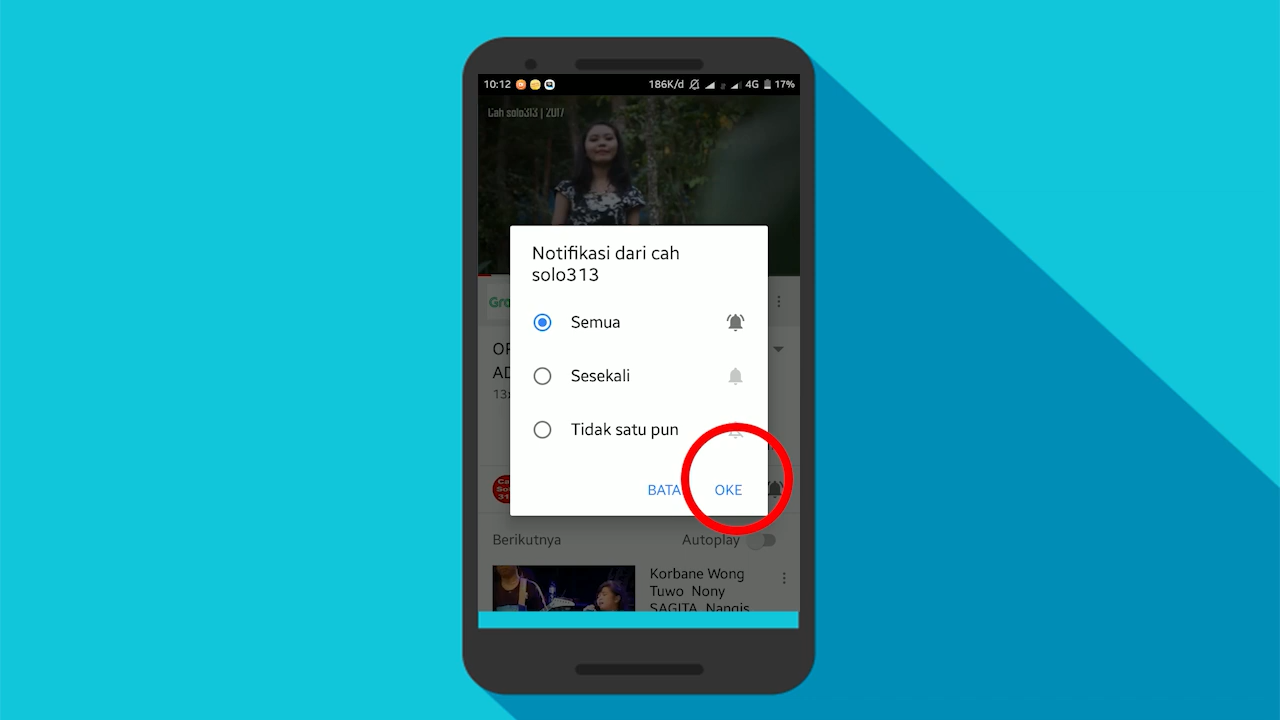 10:12 186K/d 4G 17%
Cah solo313 | 2017
Notifikasi dari cah
solo313
Semua
Sesekali
Tidak satu pun
BATA OKE
Berikutnya Autoplay
Korbane Wong
Tuwo Nony
SAGITA Nangis